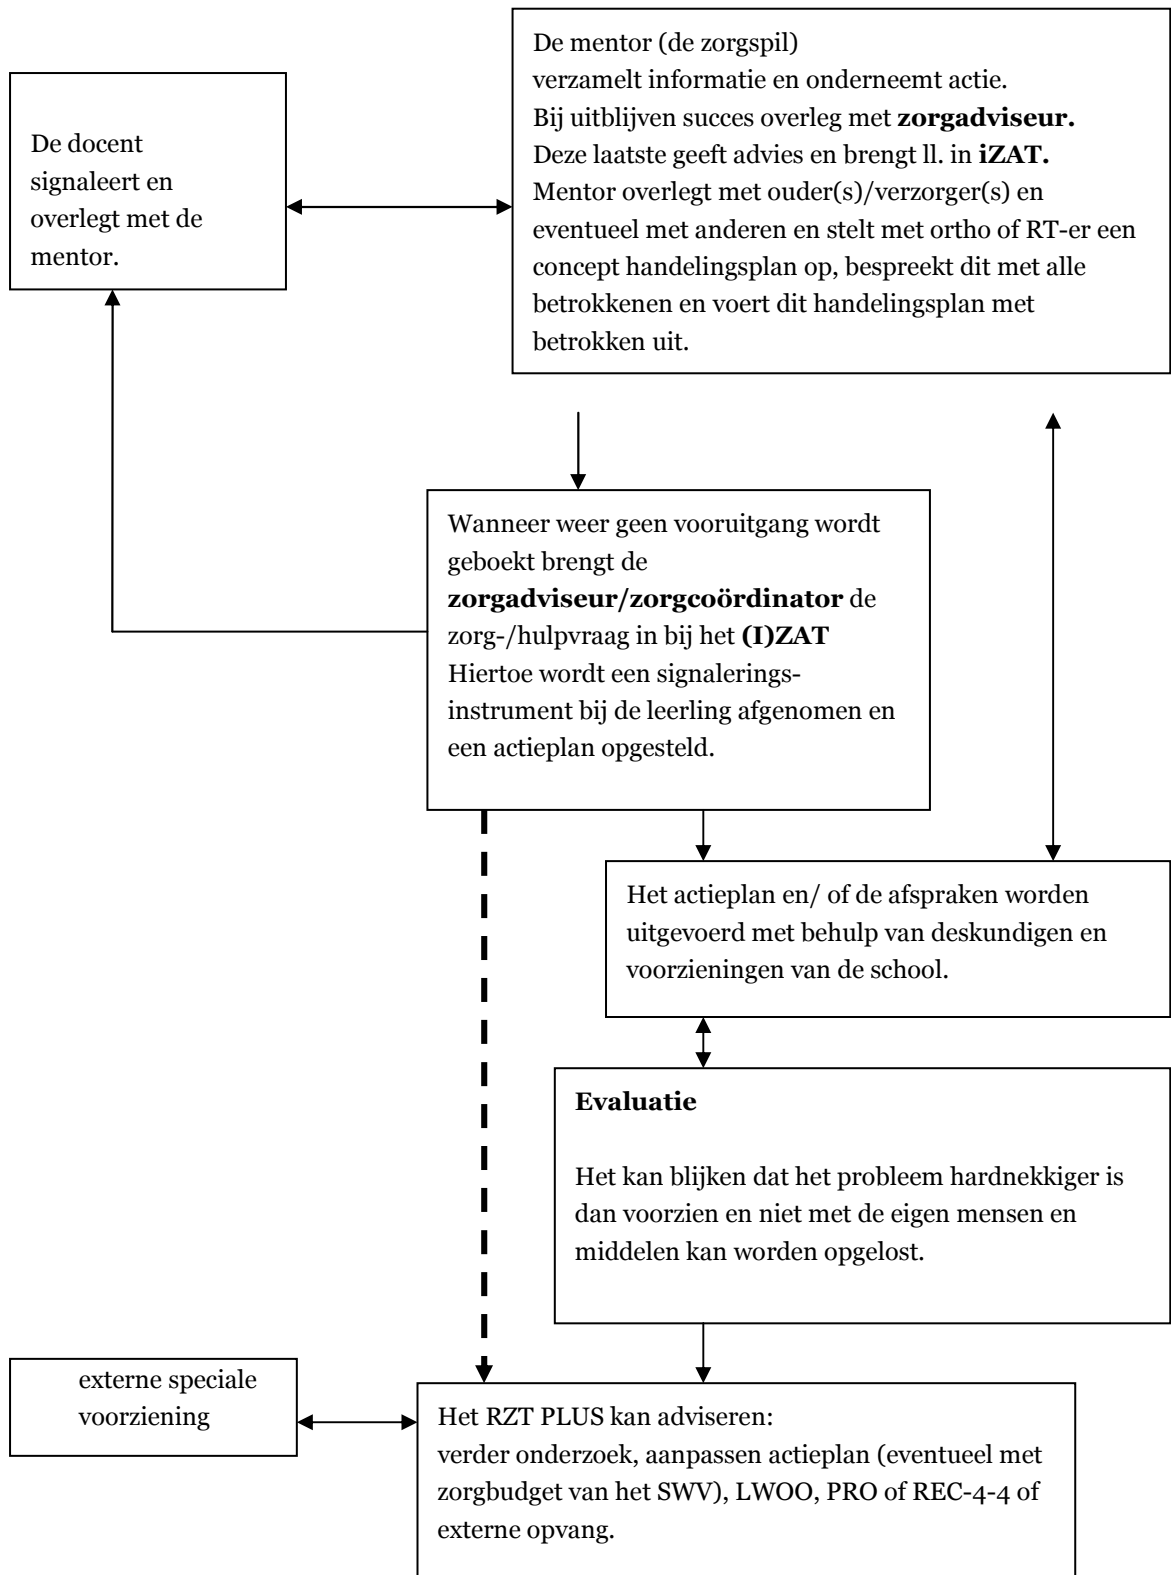 De mentor (de zorgspil)
verzamelt informatie en onderneemt actie.
Bij uitblijven succes overleg met zorgadviseur.
Deze laatste geeft advies en brengt ll. in iZAT.
Mentor overlegt met ouder(s)/verzorger(s) en
eventueel met anderen en stelt met ortho of RT-er een
concept handelingsplan op, bespreekt dit met alle
betrokkenen en voert dit handelingsplan met
betrokken uit.
De docent
signaleert en
overlegt met de
mentor.
Wanneer weer geen vooruitgang wordt
geboekt brengt de
zorgadviseur/zorgcoördinator de
zorg-/hulpvraag in bij het (I)ZAT
Hiertoe wordt een signalerings-
instrument bij de leerling afgenomen en
een actieplan opgesteld.
Het actieplan en/ of de afspraken worden
uitgevoerd met behulp van deskundigen en
voorzieningen van de school.
Evaluatie
Het kan blijken dat het probleem hardnekkiger is
dan voorzien en niet met de eigen mensen en
middelen kan worden opgelost.
externe speciale
voorziening
Het RZT PLUS kan adviseren:
verder onderzoek, aanpassen actieplan (eventueel met
zorgbudget van het SWV), LWOO, PRO of REC-4-4 of
externe opvang.